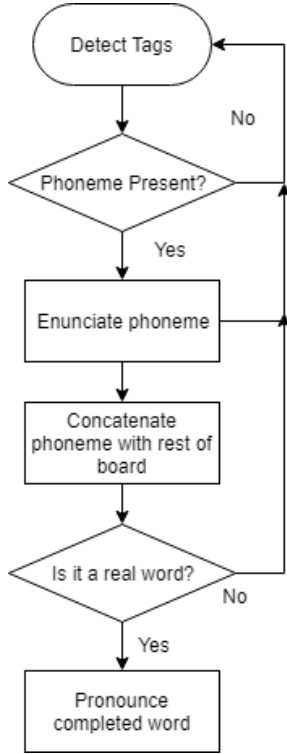 Detect Tags
No
Phoneme Present?
Yes
Enunciate phoneme
Concatenate
phoneme with rest of
board
Is it a real word?
No
Yes
Pronounce
completed word